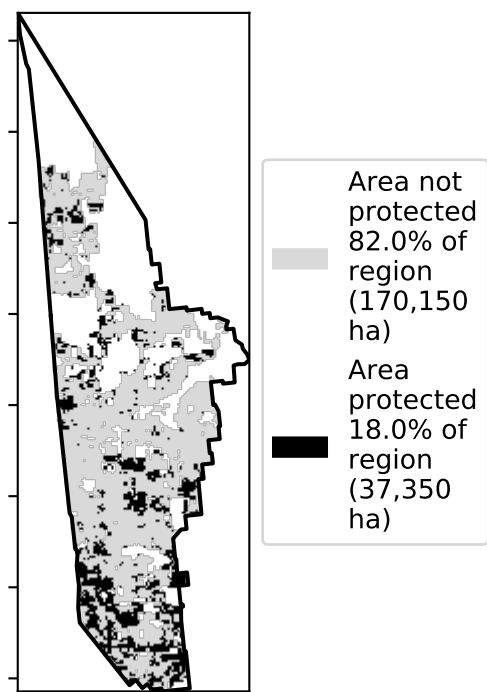 Area not
protected
82.0% of
region
(170,150
ha)
Area
protected
18.0% of
region
(37,350
ha)